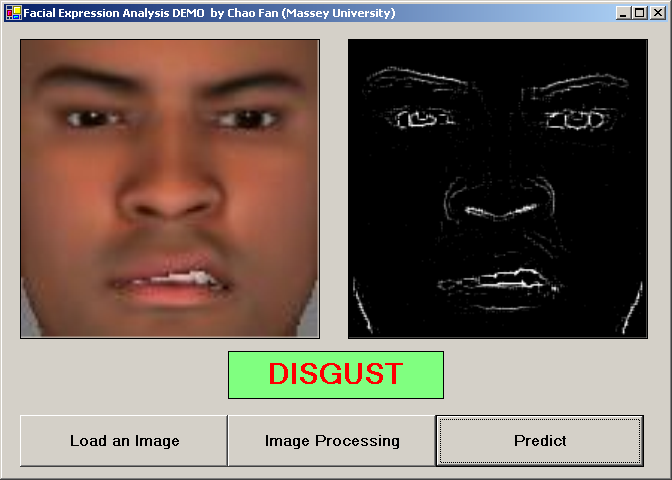 Facial Expression Analysis DEMO  by Chao Fan (Massey University)
DISGUST
Load an Image
Image Processing
Predict